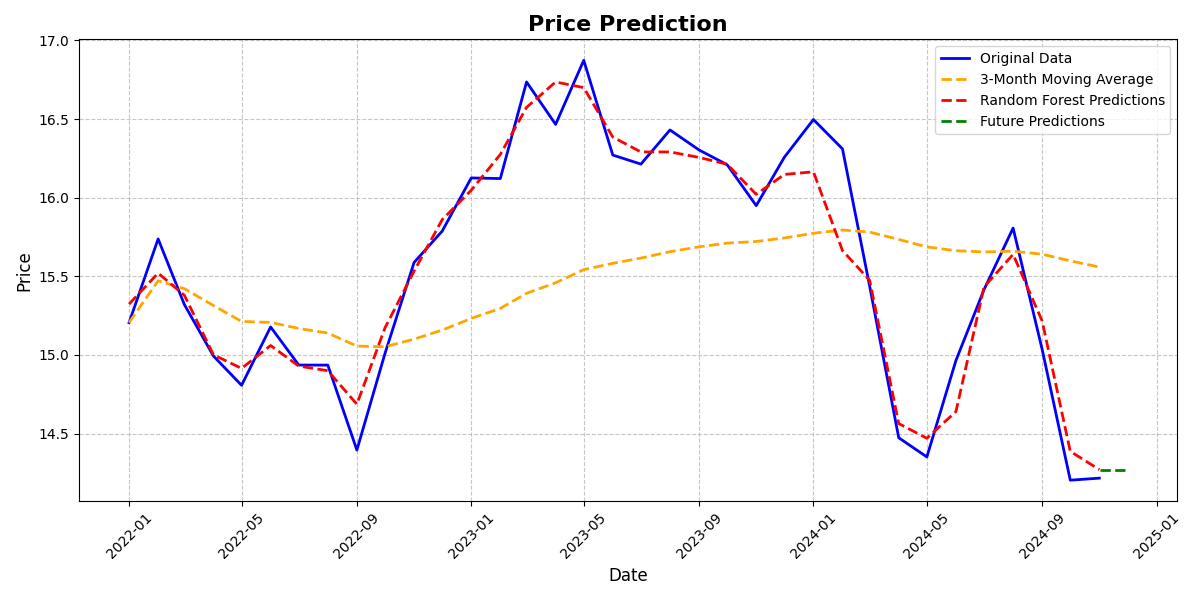 Price Prediction
Price
17.0
16.5
16.0
15.5
15.0
14.5
Original Data
3-Month Moving Average
Random Forest Predictions
Future Predictions
2022-01
2022-05
2022-09
2023-01
2023-05
2023-09
2024-01
2024-05
2024-09
2025-01
Date